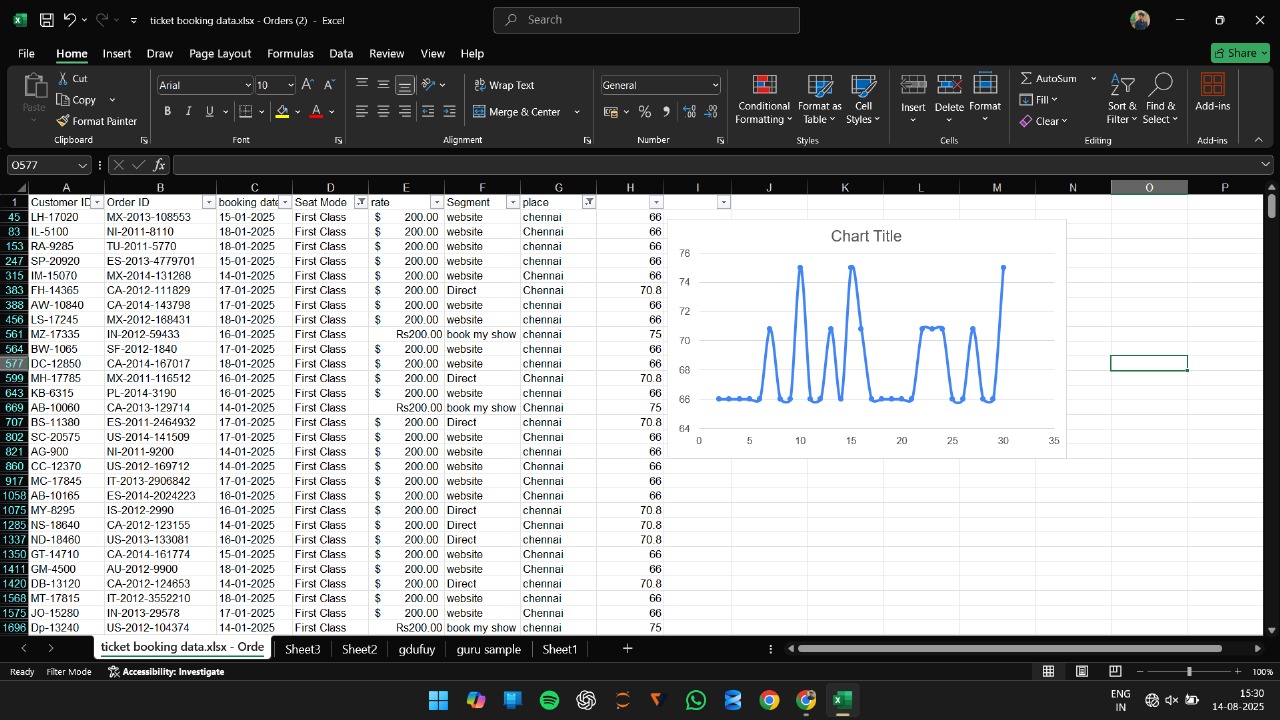 ticket booking data.xlsx - Orders (2) - Excel
Search
File Home Insert Draw Page Layout Formulas Data Review View Help
Share
Paste
Cut
Copy
Format Painter
Clipboard
Arial 10
B I U
Font
Wrap Text
Merge & Center
Alignment
General
Number
Conditional Formatting
Format as Table
Cell Styles
Styles
Insert
Delete
Format
Cells
AutoSum
Fill
Clear
Sort & Filter
Find & Select
Editing
Add-ins
Add-ins
O577
fx
A B C D E F G H I J K L M N O P
1 Customer ID Order ID booking date Seat Mode rate Segment place
45 LH-17020 MX-2013-108553 15-01-2025 First Class $ 200.00 website chennai 66
83 IL-5100 NI-2011-8110 18-01-2025 First Class $ 200.00 website chennai 66
153 RA-9285 TU-2011-5770 18-01-2025 First Class $ 200.00 website chennai 66
247 SP-20920 ES-2013-4779701 15-01-2025 First Class $ 200.00 website chennai 66
315 IM-15070 MX-2014-131268 14-01-2025 First Class $ 200.00 website chennai 66
383 FH-14365 CA-2012-111829 17-01-2025 First Class $ 200.00 Direct chennai 70.8
388 AW-10840 CA-2014-143798 17-01-2025 First Class $ 200.00 website chennai 66
456 LS-17245 MX-2012-168431 18-01-2025 First Class $ 200.00 website chennai 66
561 MZ-17335 IN-2012-59433 16-01-2025 First Class Rs200.00 book my show chennai 75
564 BW-1065 SF-2012-1840 17-01-2025 First Class $ 200.00 website chennai 66
577 DC-12850 CA-2014-167017 18-01-2025 First Class $ 200.00 website chennai 66
599 MH-17785 MX-2011-116512 16-01-2025 First Class $ 200.00 Direct chennai 70.8
643 KB-6315 PL-2014-3190 16-01-2025 First Class $ 200.00 website Chennai 66
669 AB-10060 CA-2013-129714 14-01-2025 First Class Rs200.00 book my show Chennai 75
707 BS-11380 ES-2011-2464932 17-01-2025 First Class $ 200.00 Direct Chennai 70.8
802 SC-20575 US-2014-141509 17-01-2025 First Class $ 200.00 website Chennai 66
821 AG-900 NI-2011-9200 14-01-2025 First Class $ 200.00 website Chennai 66
860 CC-12370 US-2012-169712 14-01-2025 First Class $ 200.00 website Chennai 66
917 MC-17845 IT-2013-2906842 17-01-2025 First Class $ 200.00 website Chennai 66
1058 AB-10165 ES-2014-2024223 16-01-2025 First Class $ 200.00 website Chennai 66
1075 MY-8295 IS-2012-2990 16-01-2025 First Class $ 200.00 Direct Chennai 70.8
1285 NS-18640 CA-2012-123155 14-01-2025 First Class $ 200.00 Direct Chennai 70.8
1337 ND-18460 US-2013-133081 16-01-2025 First Class $ 200.00 Direct Chennai 70.8
1350 GT-14710 CA-2014-161774 15-01-2025 First Class $ 200.00 website Chennai 66
1411 GM-4500 AU-2012-9900 18-01-2025 First Class $ 200.00 website chennai 66
1420 DB-13120 CA-2012-124653 14-01-2025 First Class $ 200.00 Direct chennai 70.8
1568 MT-17815 IT-2012-3552210 18-01-2025 First Class $ 200.00 website chennai 66
1575 JO-15280 IN-2013-29578 17-01-2025 First Class $ 200.00 website chennai 66
1696 Dp-13240 US-2012-104374 14-01-2025 First Class Rs200.00 book my show chennai 75
Chart Title
76
74
72
70
68
66
64
0 5 10 15 20 25 30 35
ticket booking data.xlsx - Orde Sheet3 Sheet2 gdufuy guru sample Sheet1
Ready Filter Mode Accessibility: Investigate
100%
ENG IN
15:30
14-08-2025